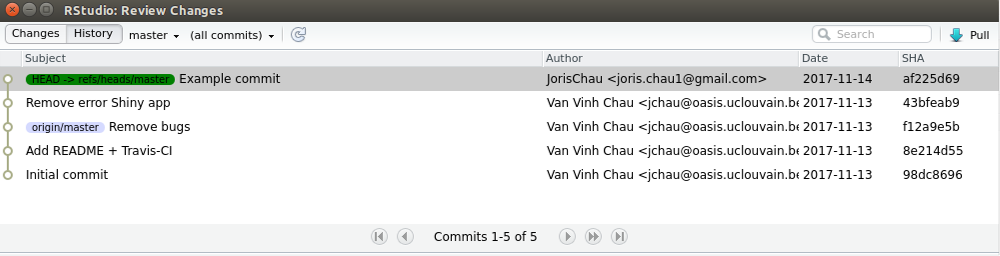 RStudio: Review Changes
Changes History master (all commits) Search Pull
Subject Author Date SHA
HEAD -> refs/heads/master Example commit JorisChau <joris.chau1@gmail.com> 2017-11-14 af225d69
Remove error Shiny app Van Vinh Chau <jchau@oasis.uclouvain.be 2017-11-13 43bfeab9
origin/master Remove bugs Van Vinh Chau <jchau@oasis.uclouvain.be 2017-11-13 f12a9e5b
Add README + Travis-CI Van Vinh Chau <jchau@oasis.uclouvain.be 2017-11-13 8e214d55
Initial commit Van Vinh Chau <jchau@oasis.uclouvain.be 2017-11-13 98dc8696
Commits 1-5 of 5